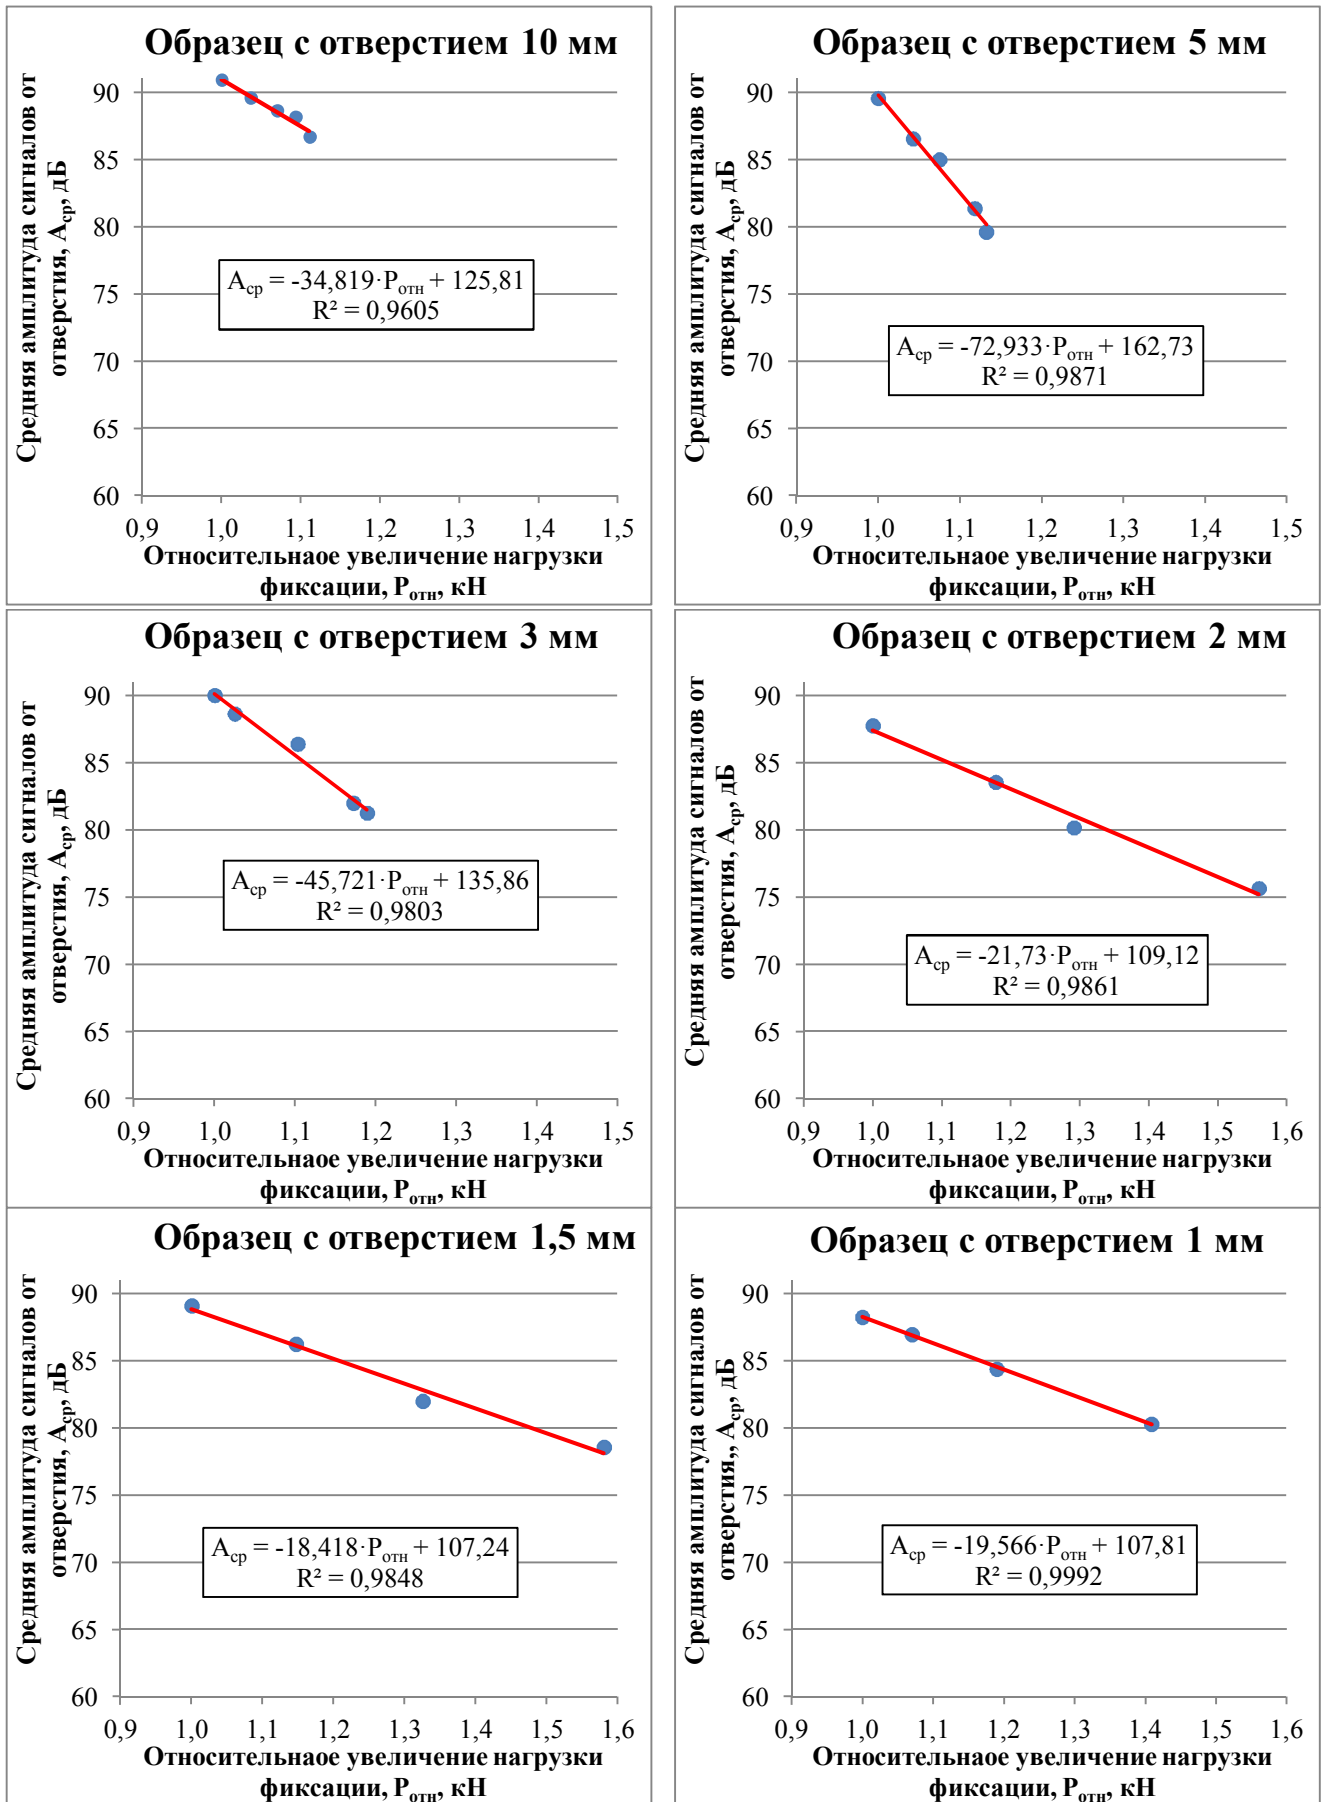 Образец с отверстием 10 мм
Средняя амплитуда сигналов от
отверстия, Aср, дБ
90
85
80
75
70
65
60
Aср = -34,819·Pотн + 125,81
R² = 0,9605
0,9 1,0 1,1 1,2 1,3 1,4 1,5
Относительнаое увеличение нагрузки
фиксации, Pотн, кН
Образец с отверстием 5 мм
Средняя амплитуда сигналов от
отверстия, Aср, дБ
90
85
80
75
70
65
60
Aср = -72,933·Pотн + 162,73
R² = 0,9871
0,9 1,0 1,1 1,2 1,3 1,4 1,5
Относительнаое увеличение нагрузки
фиксации, Pотн, кН
Образец с отверстием 3 мм
Средняя амплитуда сигналов от
отверстия, Aср, дБ
90
85
80
75
70
65
60
Aср = -45,721·Pотн + 135,86
R² = 0,9803
0,9 1,0 1,1 1,2 1,3 1,4 1,5
Относительнаое увеличение нагрузки
фиксации, Pотн, кН
Образец с отверстием 2 мм
Средняя амплитуда сигналов от
отверстия, Aср, дБ
90
85
80
75
70
65
60
Aср = -21,73·Pотн + 109,12
R² = 0,9861
0,9 1,0 1,1 1,2 1,3 1,4 1,5 1,6
Относительнаое увеличение нагрузки
фиксации, Pотн, кН
Образец с отверстием 1,5 мм
Средняя амплитуда сигналов от
отверстия, Aср, дБ
90
85
80
75
70
65
60
Aср = -18,418·Pотн + 107,24
R² = 0,9848
0,9 1,0 1,1 1,2 1,3 1,4 1,5 1,6
Относительнаое увеличение нагрузки
фиксации, Pотн, кН
Образец с отверстием 1 мм
Средняя амплитуда сигналов от
отверстия,, Aср, дБ
90
85
80
75
70
65
60
Aср = -19,566·Pотн + 107,81
R² = 0,9992
0,9 1,0 1,1 1,2 1,3 1,4 1,5 1,6
Относительнаое увеличение нагрузки
фиксации, Pотн, кН